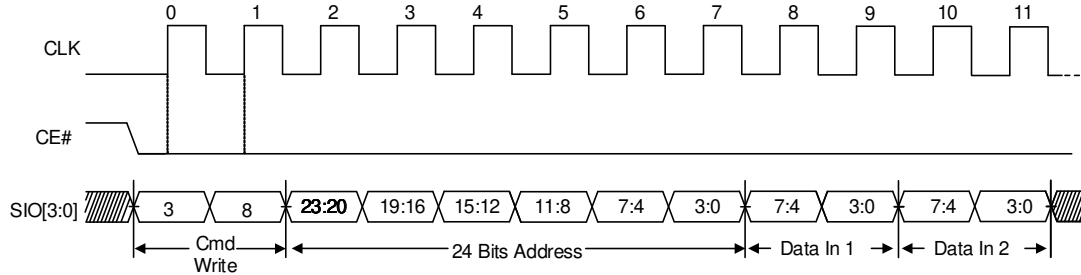 0 1 2 3 4 5 6 7 8 9 10 11
CLK
CE#
SIO[3:0] 3 8 23:20 19:16 15:12 11:8 7:4 3:0 7:4 3:0 7:4 3:0
Cmd 24 Bits Address Data In 1 Data In 2
Write